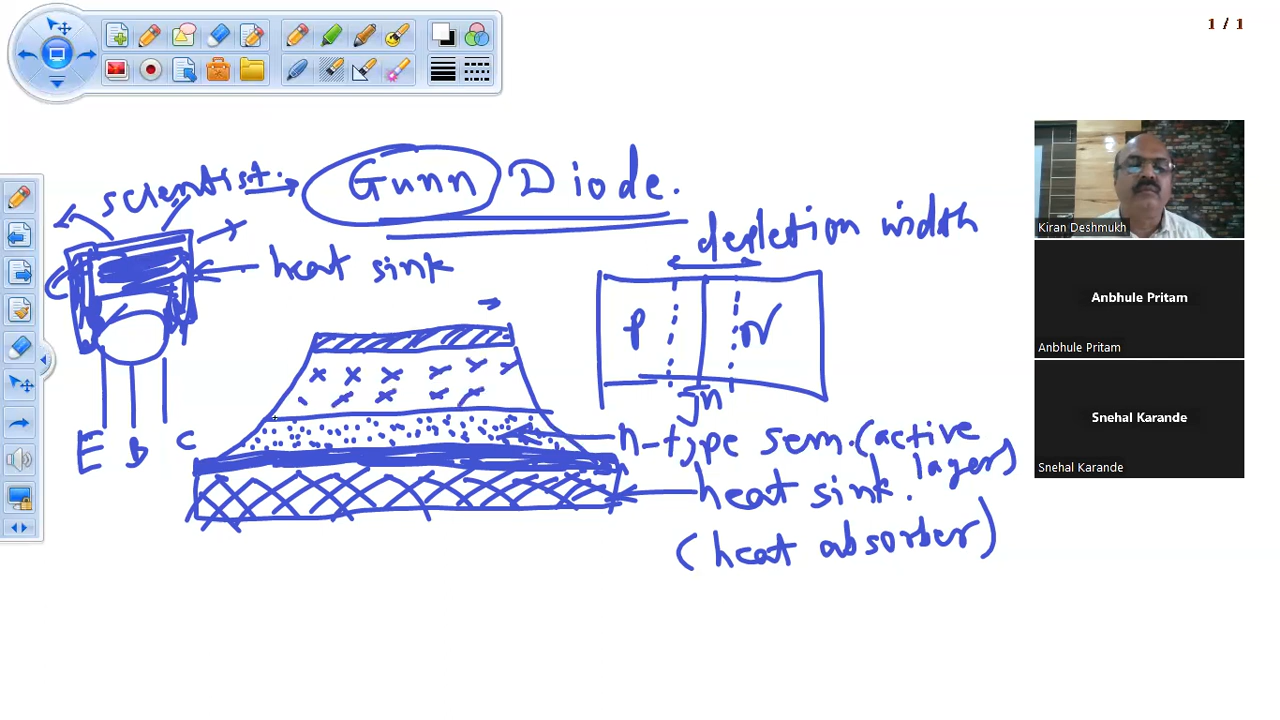 1 / 1
scientist.
Gunn Diode.
depletion width
heat sink
P
N
Jn
E B C
n-type sem. (active
layer)
heat sink.
(heat absorber)
Kiran Deshmukh
Anbhule Pritam
Anbhule Pritam
Snehal Karande
Snehal Karande